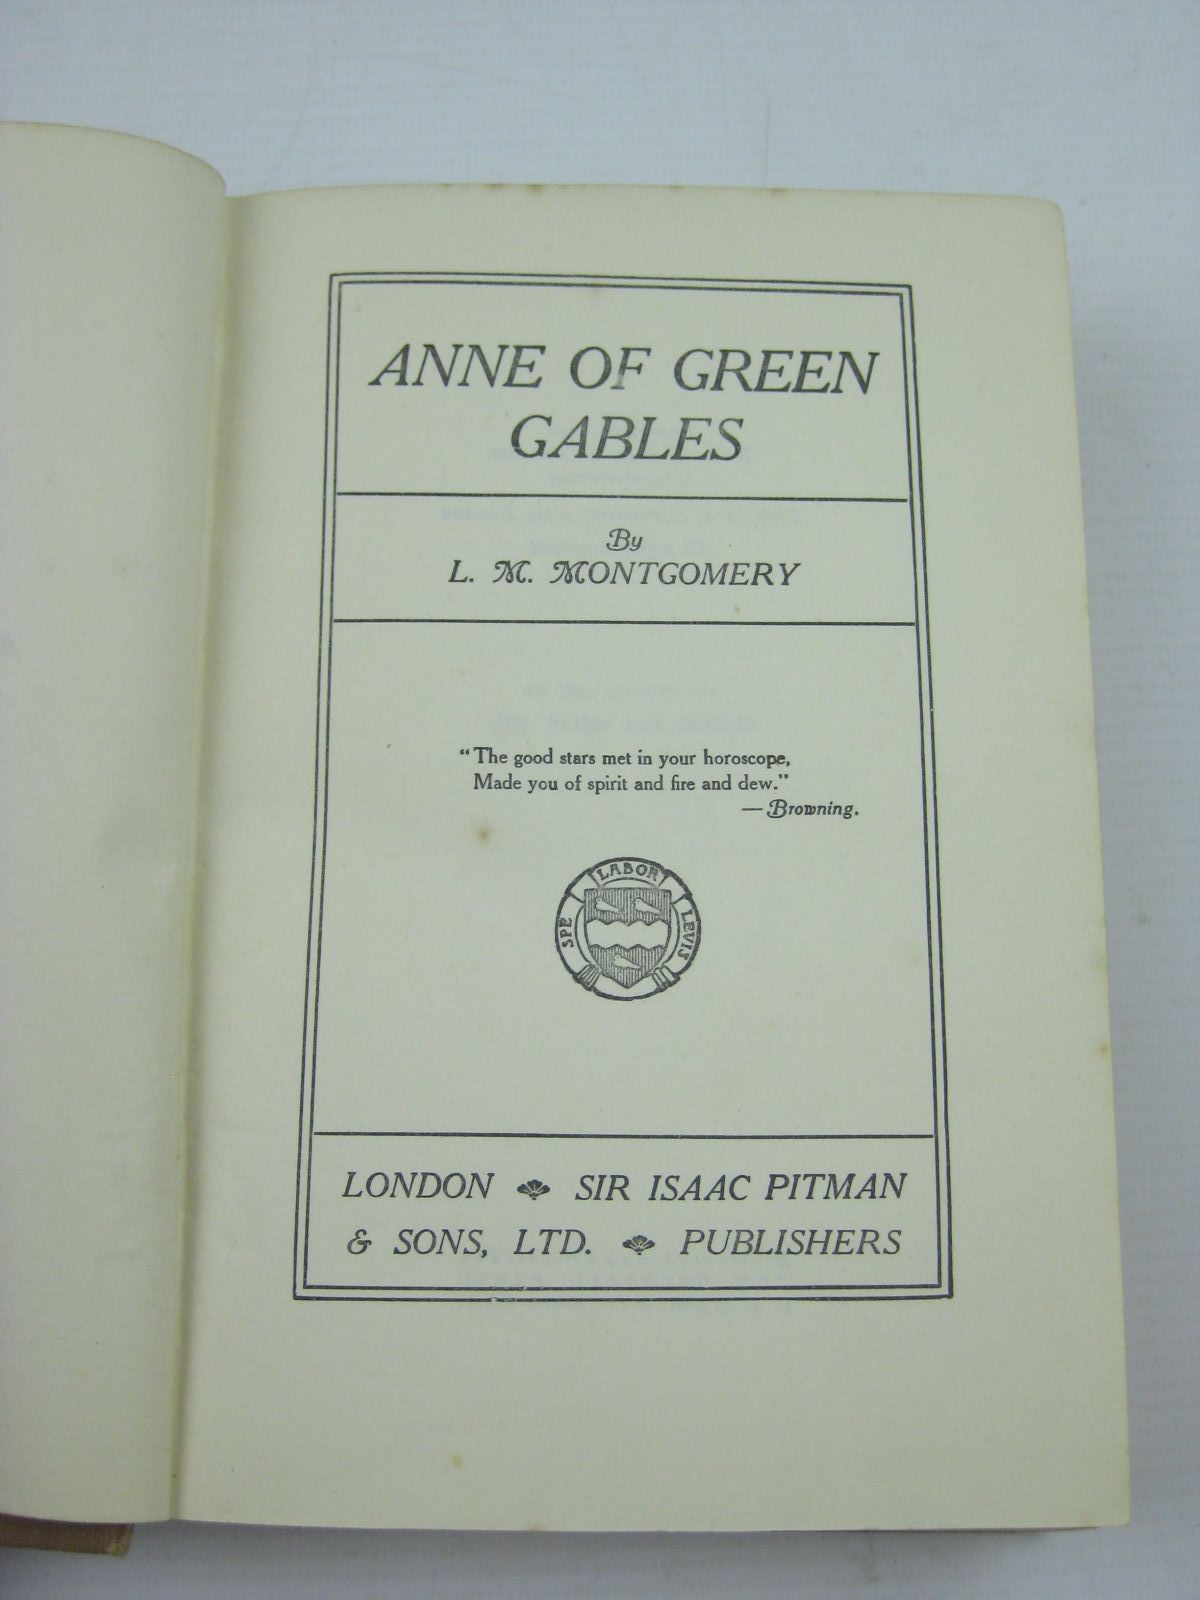 ANNE OF GREEN
GABLES
By
L. M. MONTGOMERY
“The good stars met in your horoscope,
Made you of spirit and fire and dew.”
—Browning.
SPE LABOR LEVIS
LONDON SIR ISAAC PITMAN
& SONS, LTD. PUBLISHERS